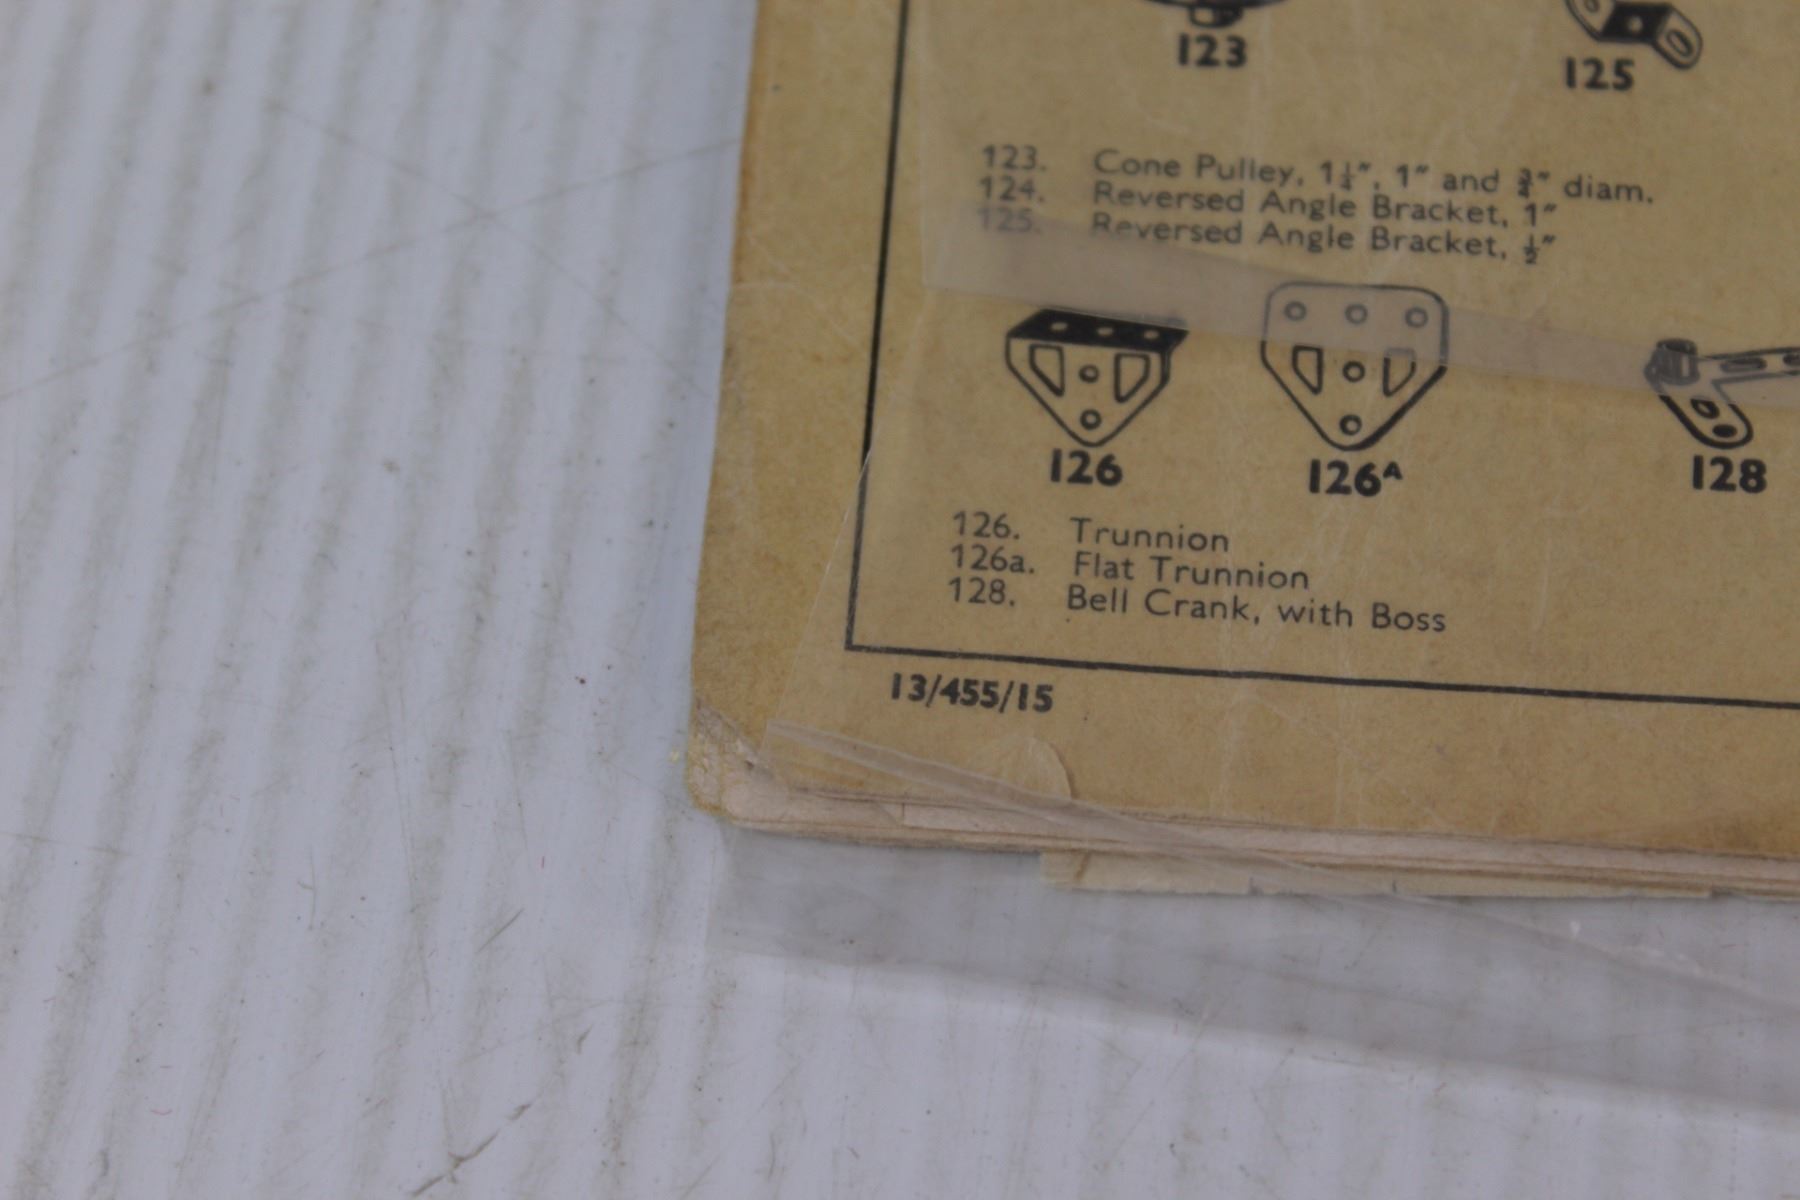 123 125
123. Cone Pulley, 1¼″, 1″ and ¾″ diam.
124. Reversed Angle Bracket, 1″
125. Reversed Angle Bracket, ½″
126 126A 128
126. Trunnion
126a. Flat Trunnion
128. Bell Crank, with Boss
13/455/15